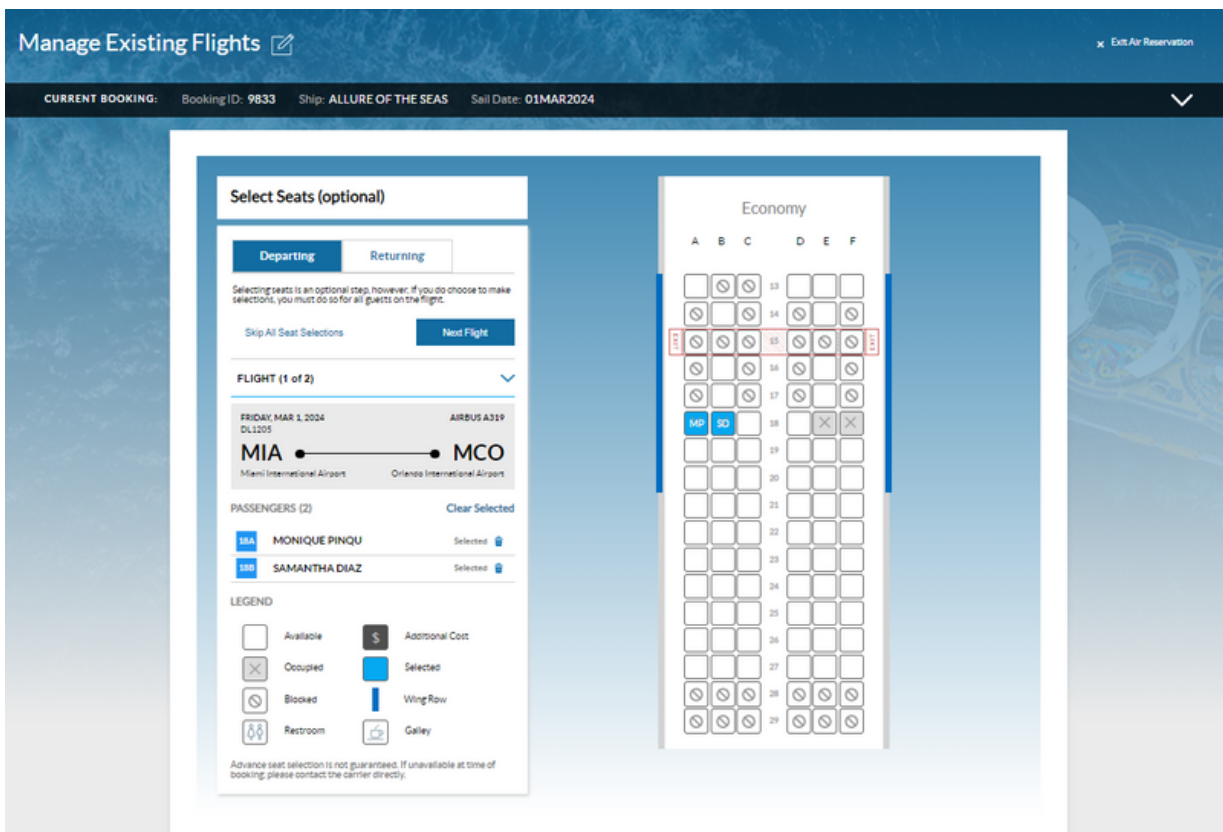 Manage Existing Flights
Exit Air Reservation
CURRENT BOOKING: Booking ID: 9833 Ship: ALLURE OF THE SEAS Sail Date: 01MAR2024
Select Seats (optional)
Departing Returning
Selecting seats is an optional step, however, if you do choose to make
selections, you must do so for all guests on the flight.
Skip All Seat Selections Next Flight
FLIGHT (1 of 2)
FRIDAY, MAR 1, 2024 AIRBUS A319
DL1205
MIA MCO
Miami International Airport Orlando International Airport
PASSENGERS (2) Clear Selected
18A MONIQUE PINQU Selected
18B SAMANTHA DIAZ Selected
LEGEND
Available $ Additional Cost
Occupied Selected
Blocked Wing Row
Restroom Galley
Advance seat selection is not guaranteed. If unavailable at time of
booking, please contact the carrier directly.
Economy
A B C D E F
13
14
EXIT 15 EXIT
16
17
MP SD 18
19
20
21
22
23
24
25
26
27
28
29